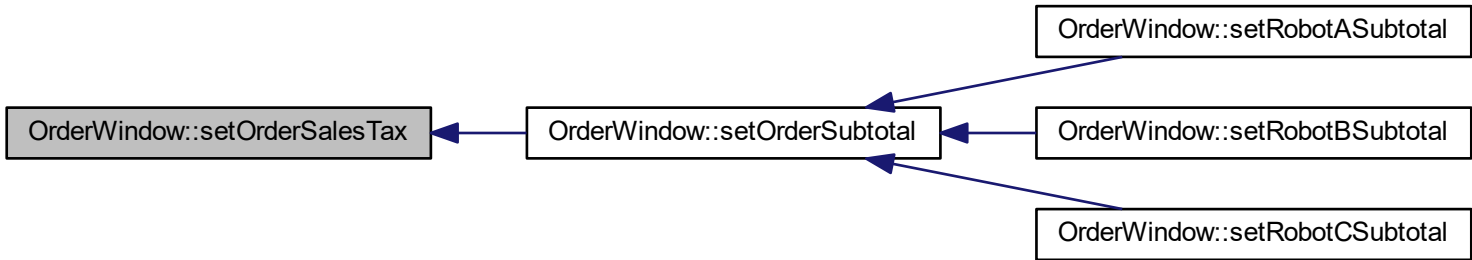 OrderWindow::setRobotASubtotal
OrderWindow::setOrderSalesTax
OrderWindow::setOrderSubtotal
OrderWindow::setRobotBSubtotal
OrderWindow::setRobotCSubtotal